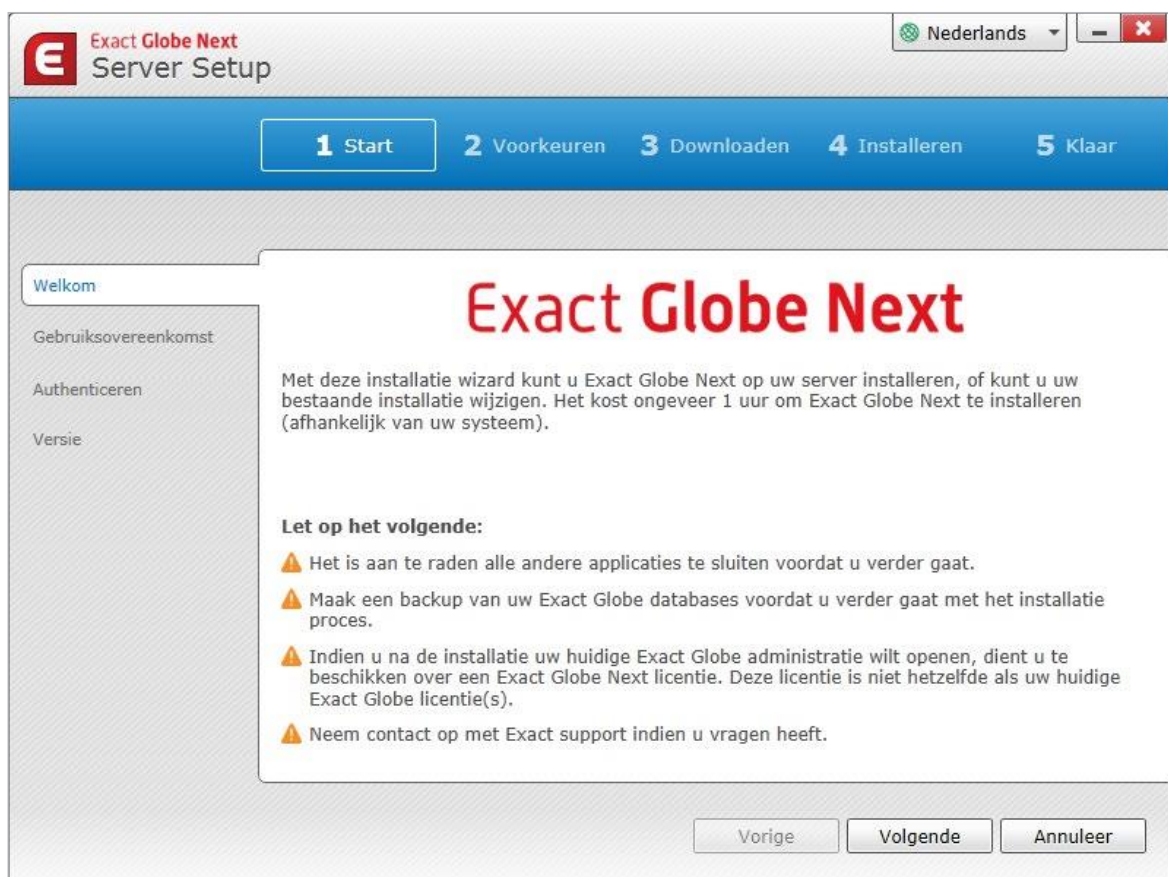 Exact Globe Next
Server Setup
Nederlands
1 Start
2 Voorkeuren
3 Downloaden
4 Installeren
5 Klaar
Welkom
Gebruiksovereenkomst
Authenticeren
Versie
Exact Globe Next
Met deze installatie wizard kunt u Exact Globe Next op uw server installeren, of kunt u uw
bestaande installatie wijzigen. Het kost ongeveer 1 uur om Exact Globe Next te installeren
(afhankelijk van uw systeem).
Let op het volgende:
Het is aan te raden alle andere applicaties te sluiten voordat u verder gaat.
Maak een backup van uw Exact Globe databases voordat u verder gaat met het installatie
proces.
Indien u na de installatie uw huidige Exact Globe administratie wilt openen, dient u te
beschikken over een Exact Globe Next licentie. Deze licentie is niet hetzelfde als uw huidige
Exact Globe licentie(s).
Neem contact op met Exact support indien u vragen heeft.
Vorige
Volgende
Annuleer